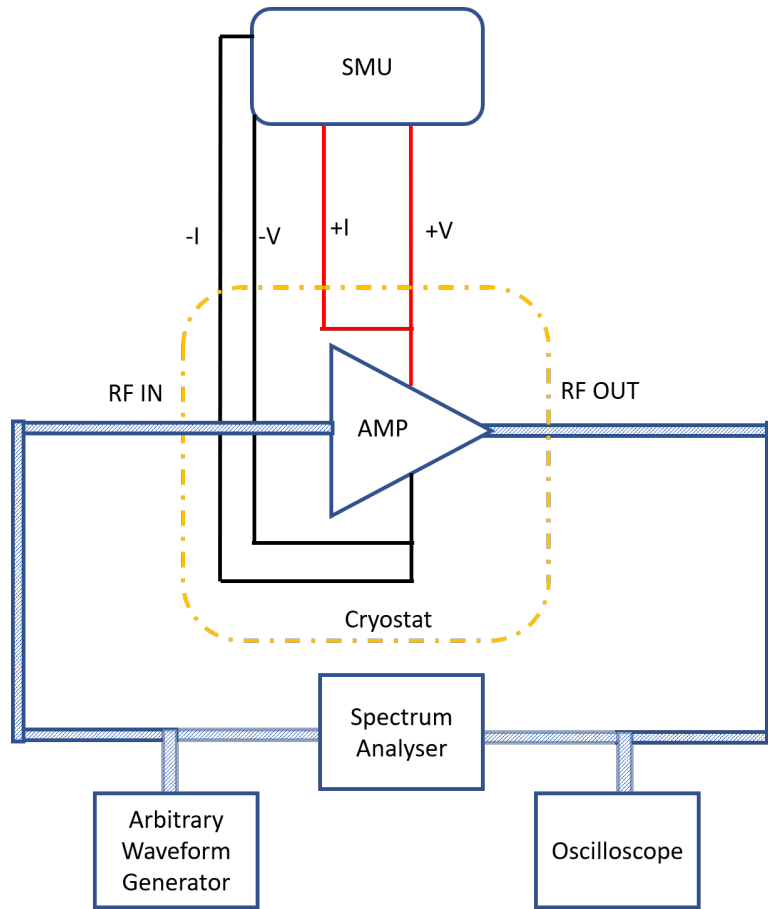 SMU
-I
-V
+I
+V
RF IN
RF OUT
AMP
Cryostat
Spectrum
Analyser
Arbitrary
Waveform
Generator
Oscilloscope